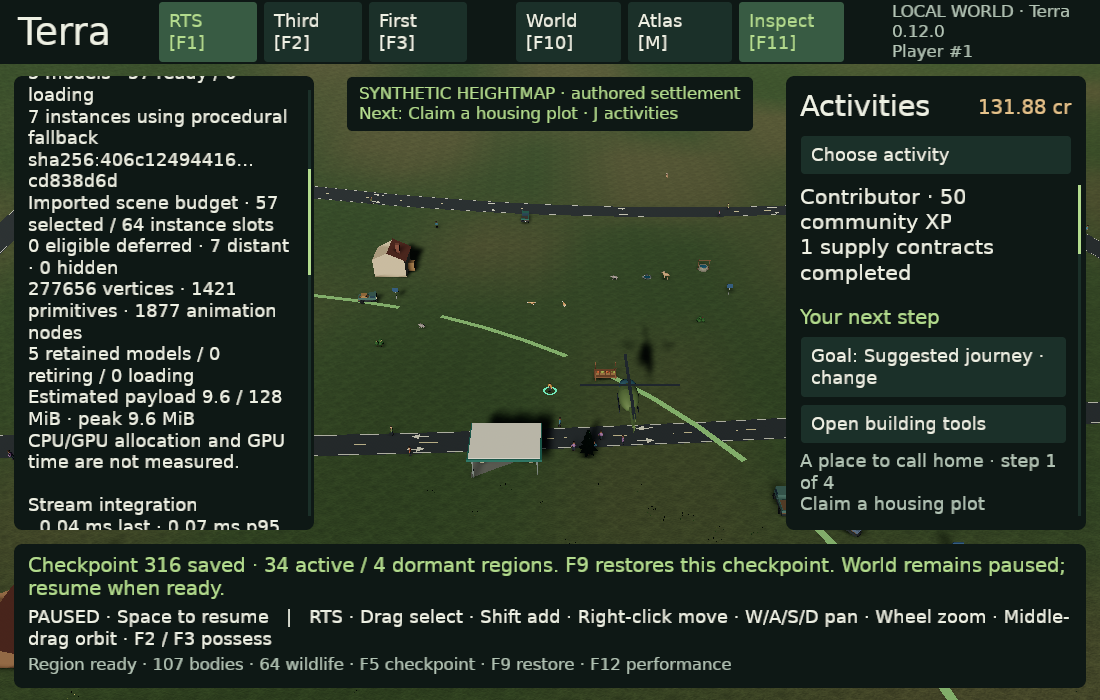 Terra
RTS
[F1]
Third
[F2]
First
[F3]
World
[F10]
Atlas
[M]
Inspect
[F11]
LOCAL WORLD · Terra
0.12.0
Player #1
loading
7 instances using procedural
fallback
sha256:406c12494416...
cd838d6d
Imported scene budget · 57
selected / 64 instance slots
0 eligible deferred · 7 distant
· 0 hidden
277656 vertices · 1421
primitives · 1877 animation
nodes
5 retained models / 0
retiring / 0 loading
Estimated payload 9.6 / 128
MiB · peak 9.6 MiB
CPU/GPU allocation and GPU
time are not measured.
Stream integration
0.04 ms last · 0.07 ms p95
SYNTHETIC HEIGHTMAP · authored settlement
Next: Claim a housing plot · J activities
Activities
131.88 cr
Choose activity
Contributor · 50
community XP
1 supply contracts
completed
Your next step
Goal: Suggested journey ·
change
Open building tools
A place to call home · step 1
of 4
Claim a housing plot
Checkpoint 316 saved · 34 active / 4 dormant regions. F9 restores this checkpoint. World remains paused;
resume when ready.
PAUSED · Space to resume | RTS · Drag select · Shift add · Right-click move · W/A/S/D pan · Wheel zoom · Middle-
drag orbit · F2 / F3 possess
Region ready · 107 bodies · 64 wildlife · F5 checkpoint · F9 restore · F12 performance